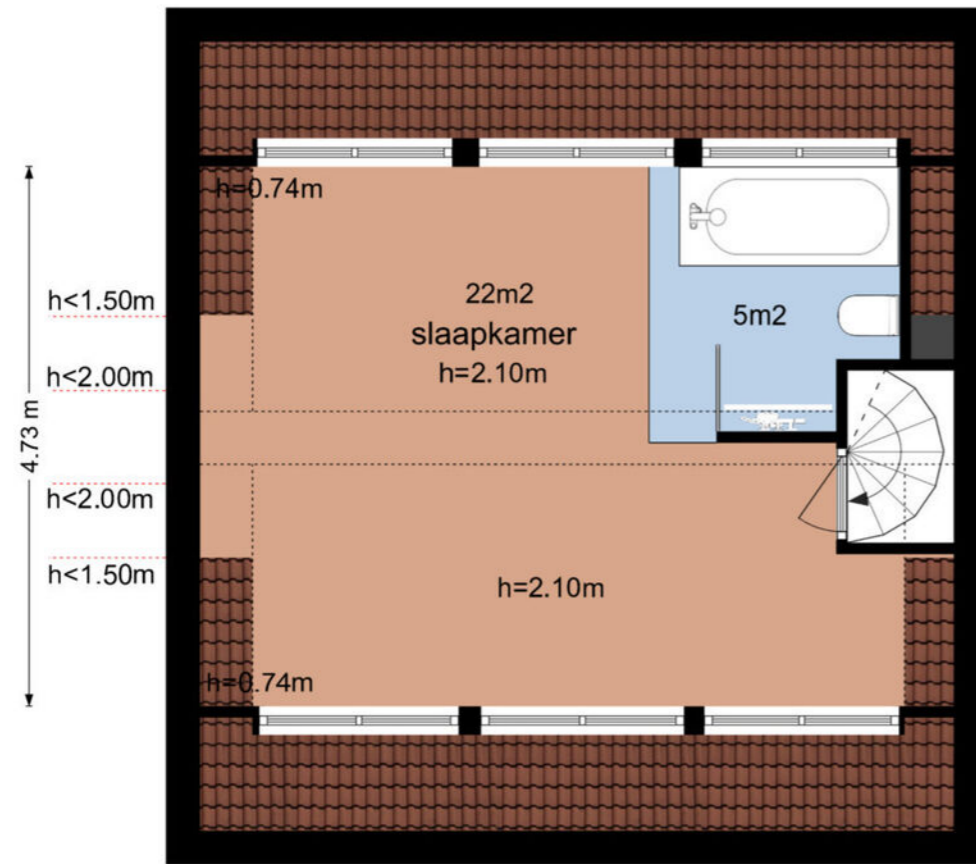 h=0.74m
h<1.50m
h<2.00m
4.73 m
h<2.00m
h<1.50m
22m2
slaapkamer
h=2.10m
5m2
h=2.10m
h=0.74m